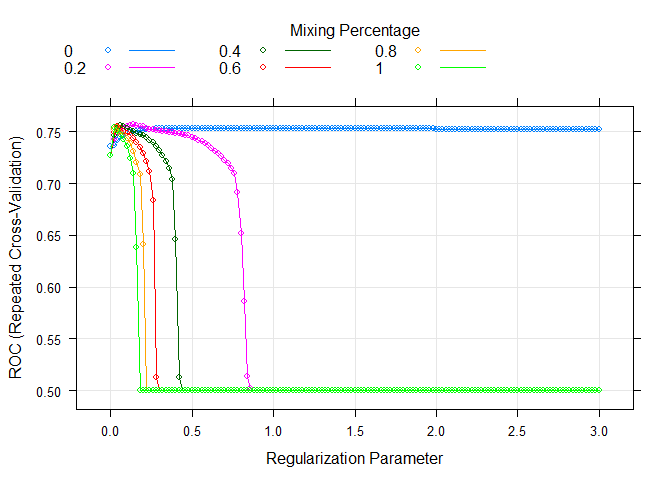 Mixing Percentage
0 0.4 0.8
0.2 0.6 1
ROC (Repeated Cross-Validation)
0.75
0.70
0.65
0.60
0.55
0.50
0.0 0.5 1.0 1.5 2.0 2.5 3.0
Regularization Parameter